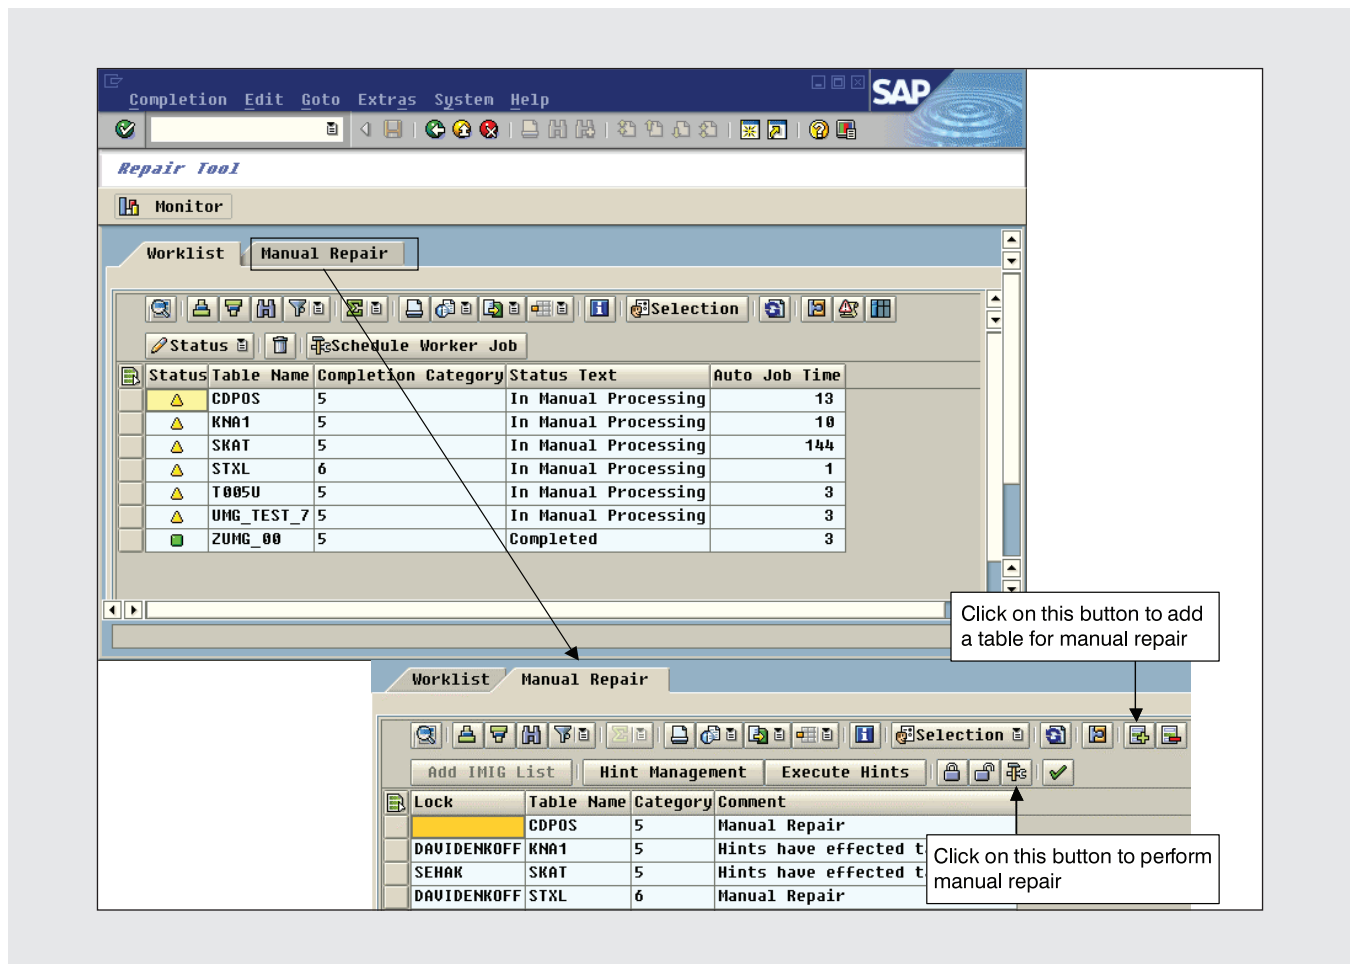 Completion Edit Goto Extras System Help
SAP
Repair Tool
Monitor
Worklist Manual Repair
Selection
Status Schedule Worker Job
Status Table Name Completion Category Status Text Auto Job Time
CDPOS 5 In Manual Processing 13
KNA1 5 In Manual Processing 10
SKAT 5 In Manual Processing 144
STXL 6 In Manual Processing 1
T005U 5 In Manual Processing 3
UMG_TEST_7 5 In Manual Processing 3
ZUMG_00 5 Completed 3
Click on this button to add
a table for manual repair
Worklist Manual Repair
Selection
Add IMIG List Hint Management Execute Hints
Lock Table Name Category Comment
CDPOS 5 Manual Repair
DAVIDENKOFF KNA1 5 Hints have effected t
SEHAK SKAT 5 Hints have effected t
DAVIDENKOFF STXL 6 Manual Repair
Click on this button to perform
manual repair